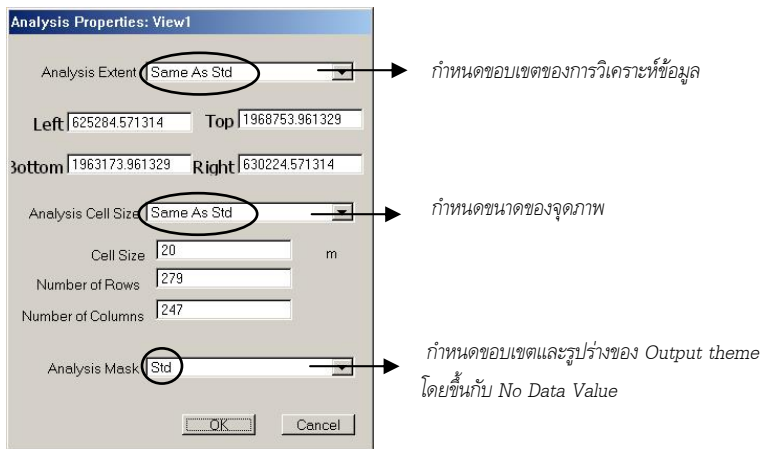 Analysis Properties: View1
Analysis Extent Same As Std
กำหนดขอบเขตของการวิเคราะห์ข้อมูล
Left 625284.571314 Top 1968753.961329
Bottom 1963173.961329 Right 630224.571314
Analysis Cell Size Same As Std
กำหนดขนาดของจุดภาพ
Cell Size 20 m
Number of Rows 279
Number of Columns 247
Analysis Mask Std
กำหนดขอบเขตและรูปร่างของ Output theme
โดยขึ้นกับ No Data Value
OK Cancel